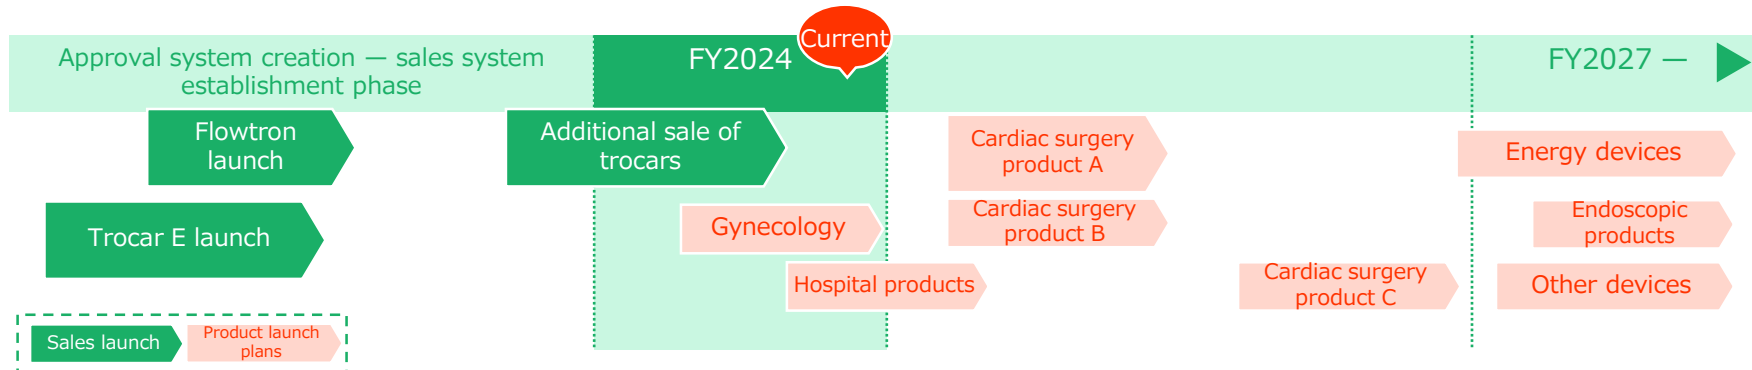 Approval system creation — sales system
establishment phase
FY2024
Current
FY2027 —
Flowtron
launch
Additional sale of
trocars
Cardiac surgery
product A
Energy devices
Trocar E launch
Gynecology
Cardiac surgery
product B
Endoscopic
products
Hospital products
Cardiac surgery
product C
Other devices
Sales launch
Product launch
plans